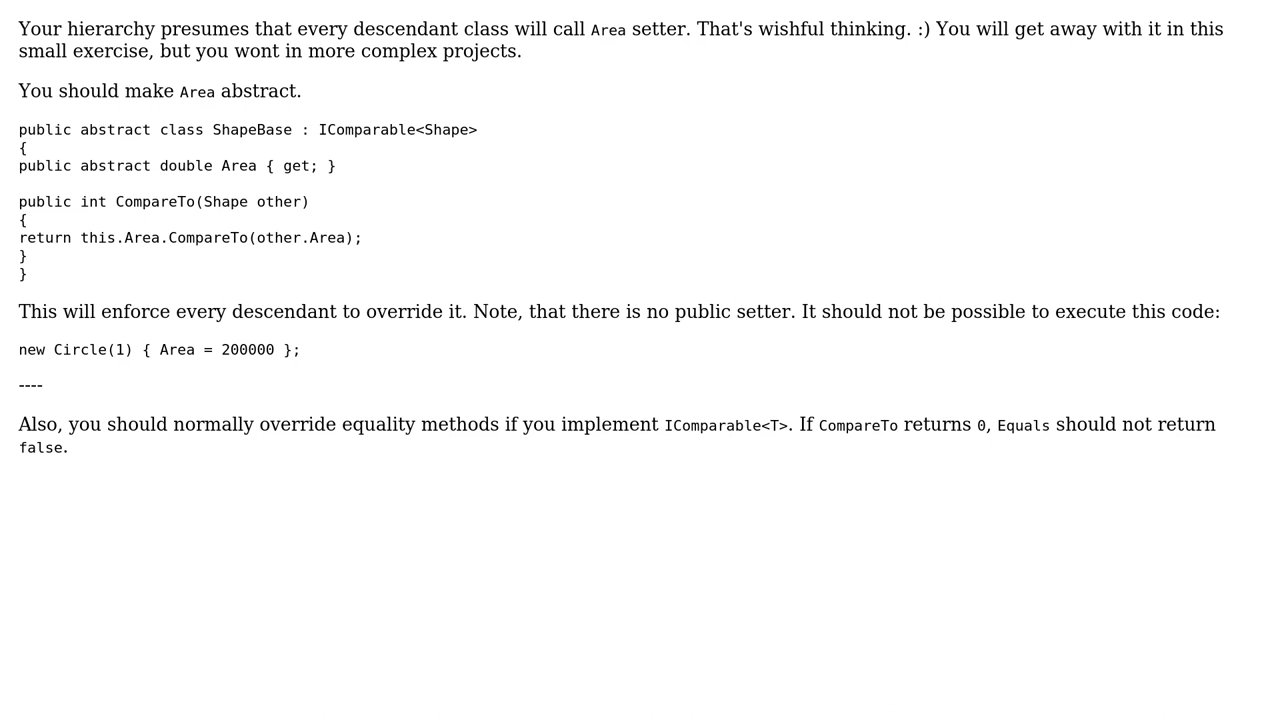 Your hierarchy presumes that every descendant class will call Area setter. That's wishful thinking. :) You will get away with it in this
small exercise, but you wont in more complex projects.
You should make Area abstract.
public abstract class ShapeBase : IComparable<Shape>
{
public abstract double Area { get; }
public int CompareTo(Shape other)
{
return this.Area.CompareTo(other.Area);
}
}
This will enforce every descendant to override it. Note, that there is no public setter. It should not be possible to execute this code:
new Circle(1) { Area = 200000 };
----
Also, you should normally override equality methods if you implement IComparable<T>. If CompareTo returns 0, Equals should not return
false.